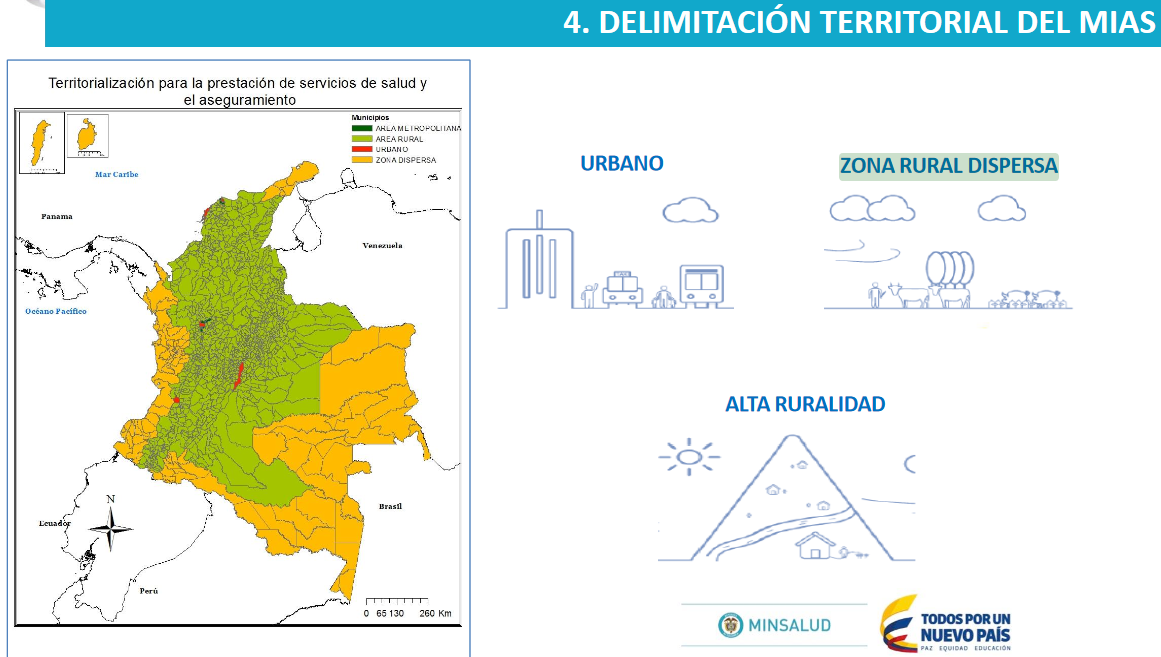 4. DELIMITACIÓN TERRITORIAL DEL MIAS
Territorialización para la prestación de servicios de salud y
el aseguramiento
Municipios
AREA METROPOLITANA
AREA RURAL
URBANO
ZONA DISPERSA
Mar Caribe
Panama
Venezuela
Océano Pacífico
Brasil
N
Ecuador
Perú
0 65 130 260 Km
URBANO
ZONA RURAL DISPERSA
TAXI
ALTA RURALIDAD
MINSALUD
TODOS POR UN
NUEVO PAÍS
PAZ EQUIDAD EDUCACIÓN